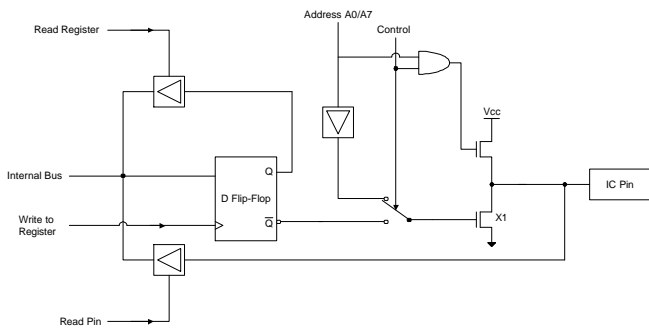 Address A0/A7
Read Register
Control
Vcc
Internal Bus
Q
D Flip-Flop
IC Pin
Write to
Register
Q
X1
Read Pin